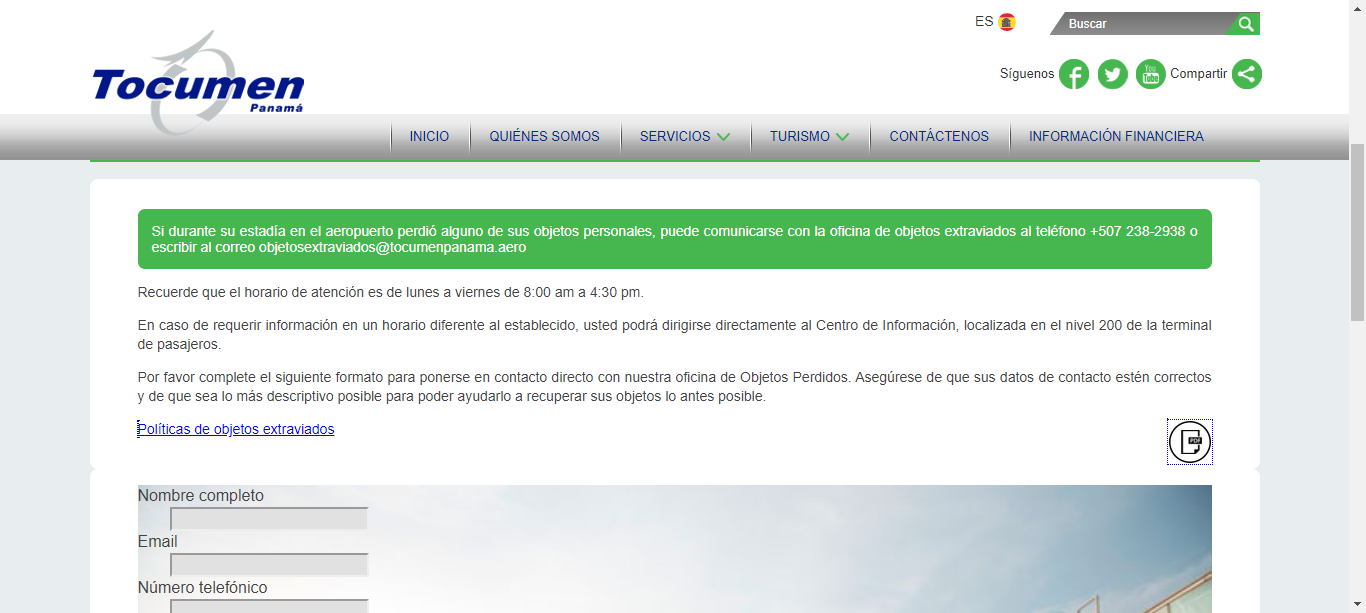 ES
Buscar
Tocumen
Panamá
Síguenos
You
Tube
Compartir
INICIO
QUIÉNES SOMOS
SERVICIOS
TURISMO
CONTÁCTENOS
INFORMACIÓN FINANCIERA
Si durante su estadía en el aeropuerto perdió alguno de sus objetos personales, puede comunicarse con la oficina de objetos extraviados al teléfono +507 238-2938 o
escribir al correo objetosextraviados@tocumenpanama.aero
Recuerde que el horario de atención es de lunes a viernes de 8:00 am a 4:30 pm.
En caso de requerir información en un horario diferente al establecido, usted podrá dirigirse directamente al Centro de Información, localizada en el nivel 200 de la terminal
de pasajeros.
Por favor complete el siguiente formato para ponerse en contacto directo con nuestra oficina de Objetos Perdidos. Asegúrese de que sus datos de contacto estén correctos
y de que sea lo más descriptivo posible para poder ayudarlo a recuperar sus objetos lo antes posible.
Políticas de objetos extraviados
PDF
Nombre completo
Email
Número telefónico